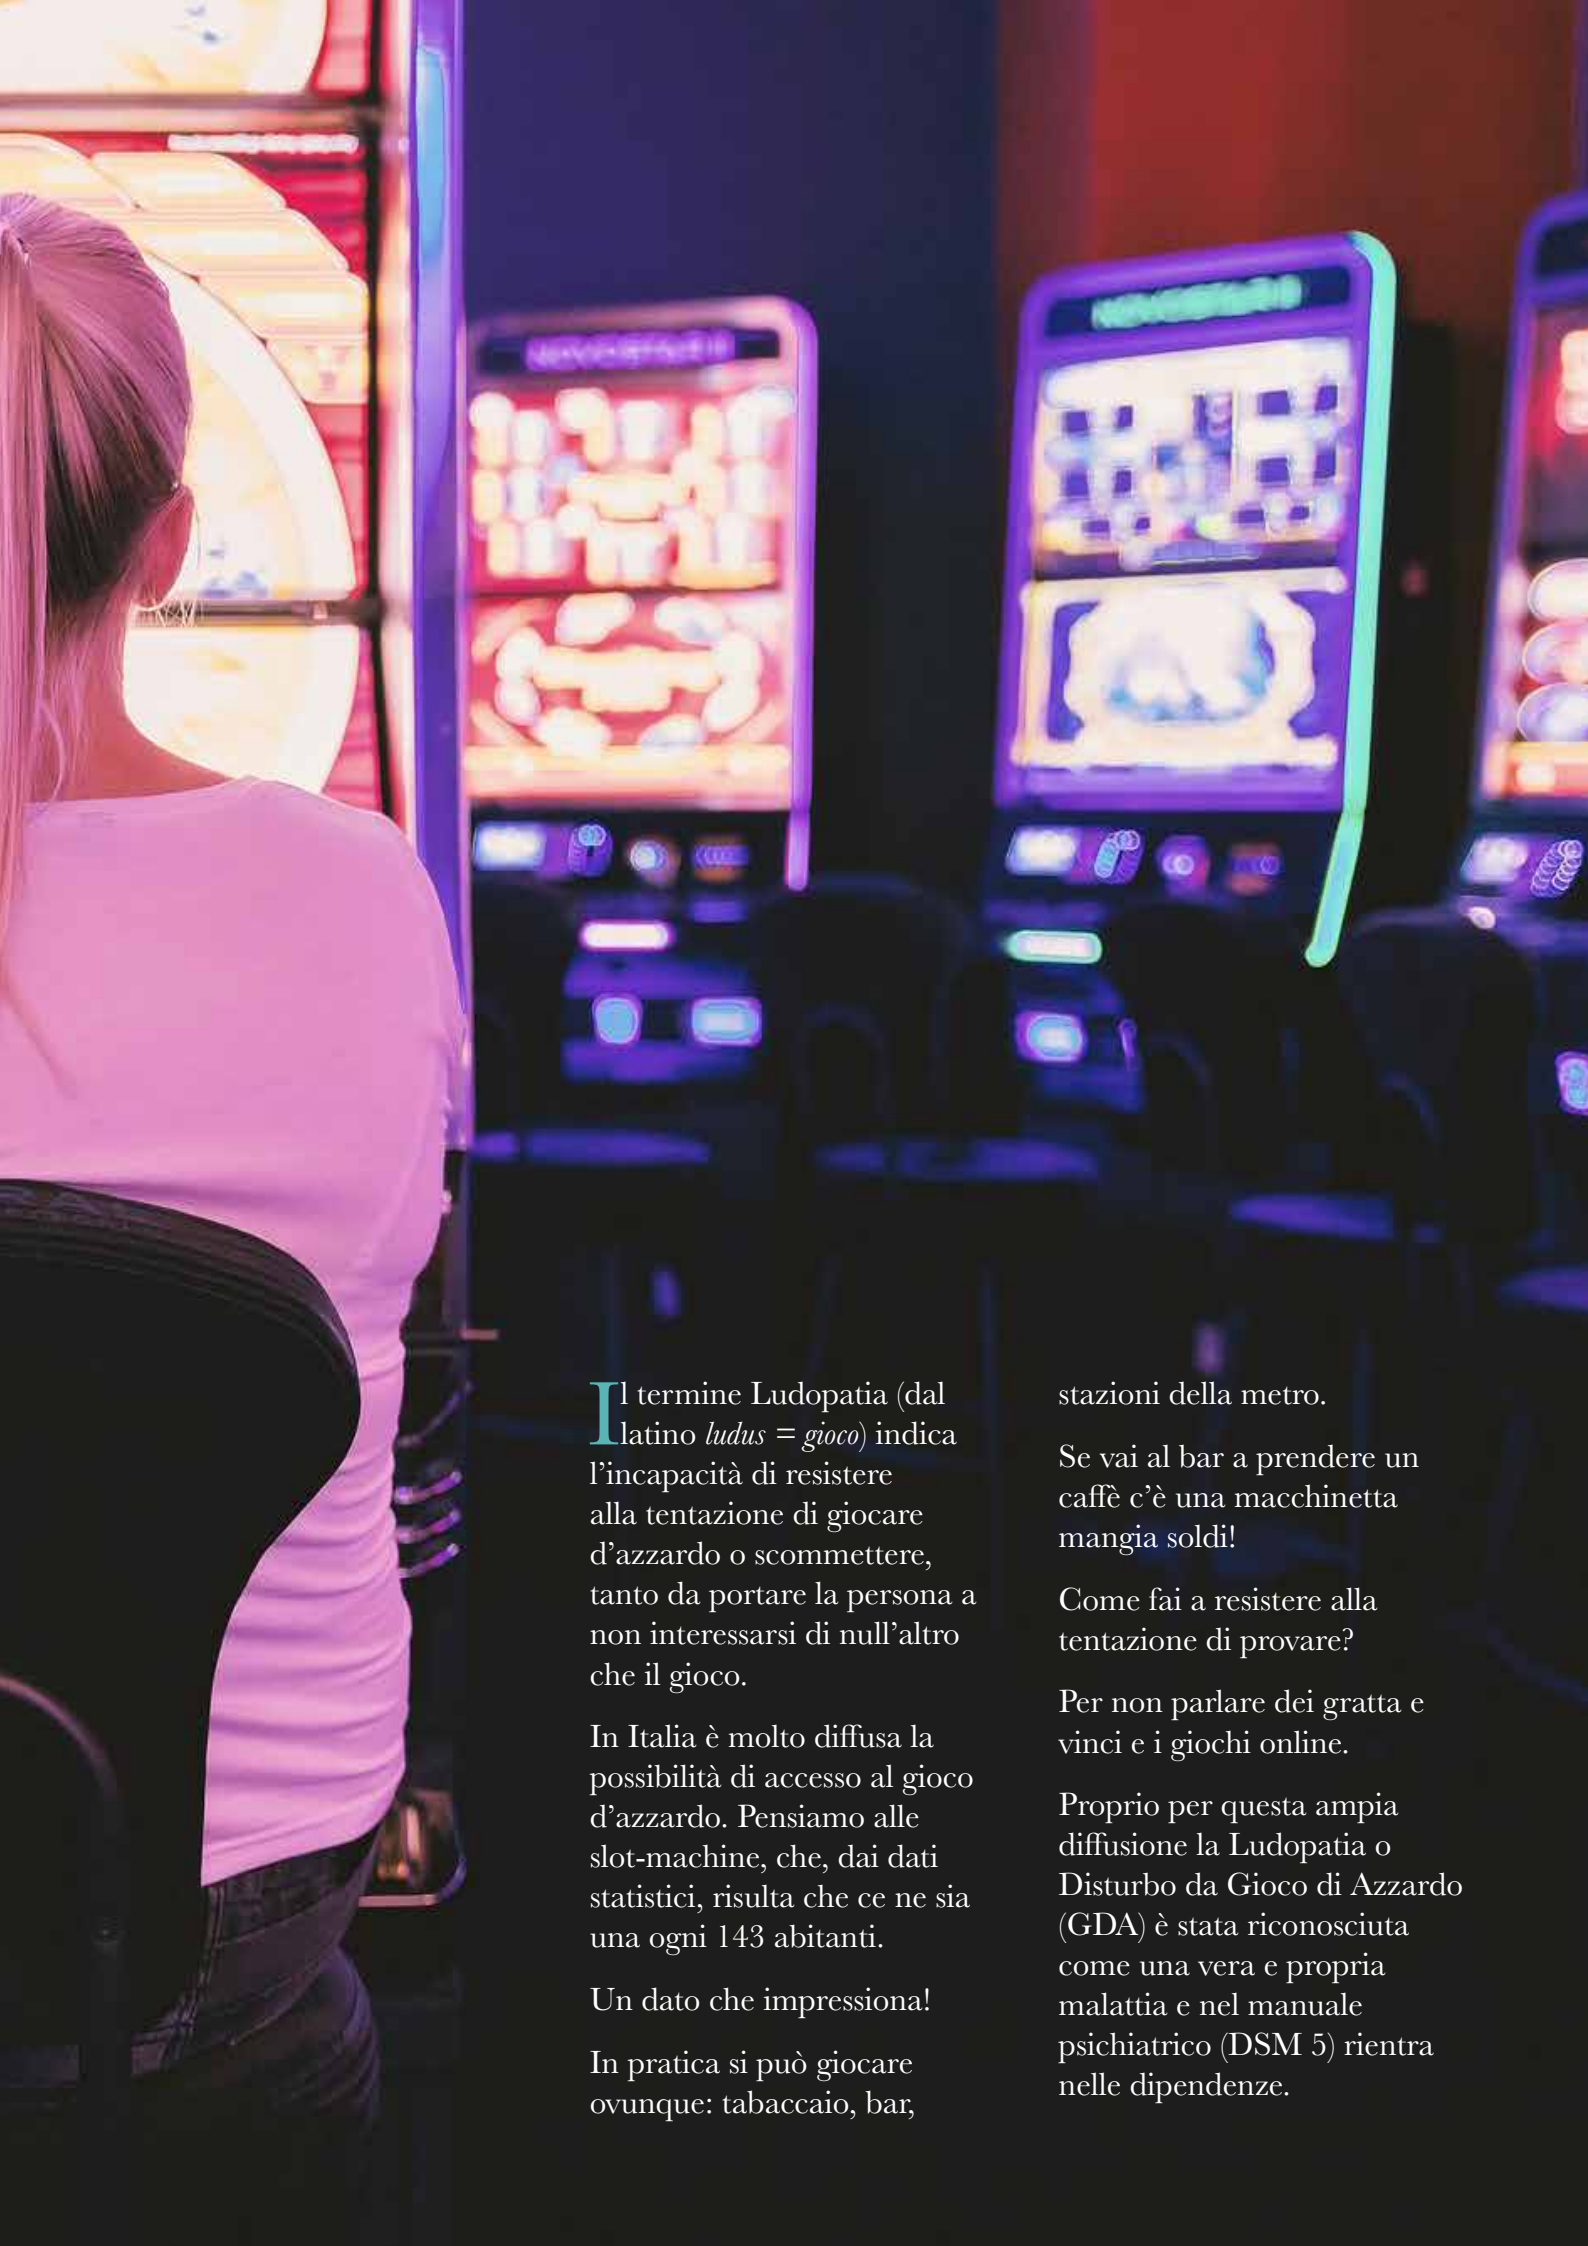 Il termine Ludopatia (dal
latino ludus = gioco) indica
l’incapacità di resistere
alla tentazione di giocare
d’azzardo o scommettere,
tanto da portare la persona a
non interessarsi di null’altro
che il gioco.
In Italia è molto diffusa la
possibilità di accesso al gioco
d’azzardo. Pensiamo alle
slot-machine, che, dai dati
statistici, risulta che ce ne sia
una ogni 143 abitanti.
Un dato che impressiona!
In pratica si può giocare
ovunque: tabaccaio, bar,
stazioni della metro.
Se vai al bar a prendere un
caffè c’è una macchinetta
mangia soldi!
Come fai a resistere alla
tentazione di provare?
Per non parlare dei gratta e
vinci e i giochi online.
Proprio per questa ampia
diffusione la Ludopatia o
Disturbo da Gioco di Azzardo
(GDA) è stata riconosciuta
come una vera e propria
malattia e nel manuale
psichiatrico (DSM 5) rientra
nelle dipendenze.